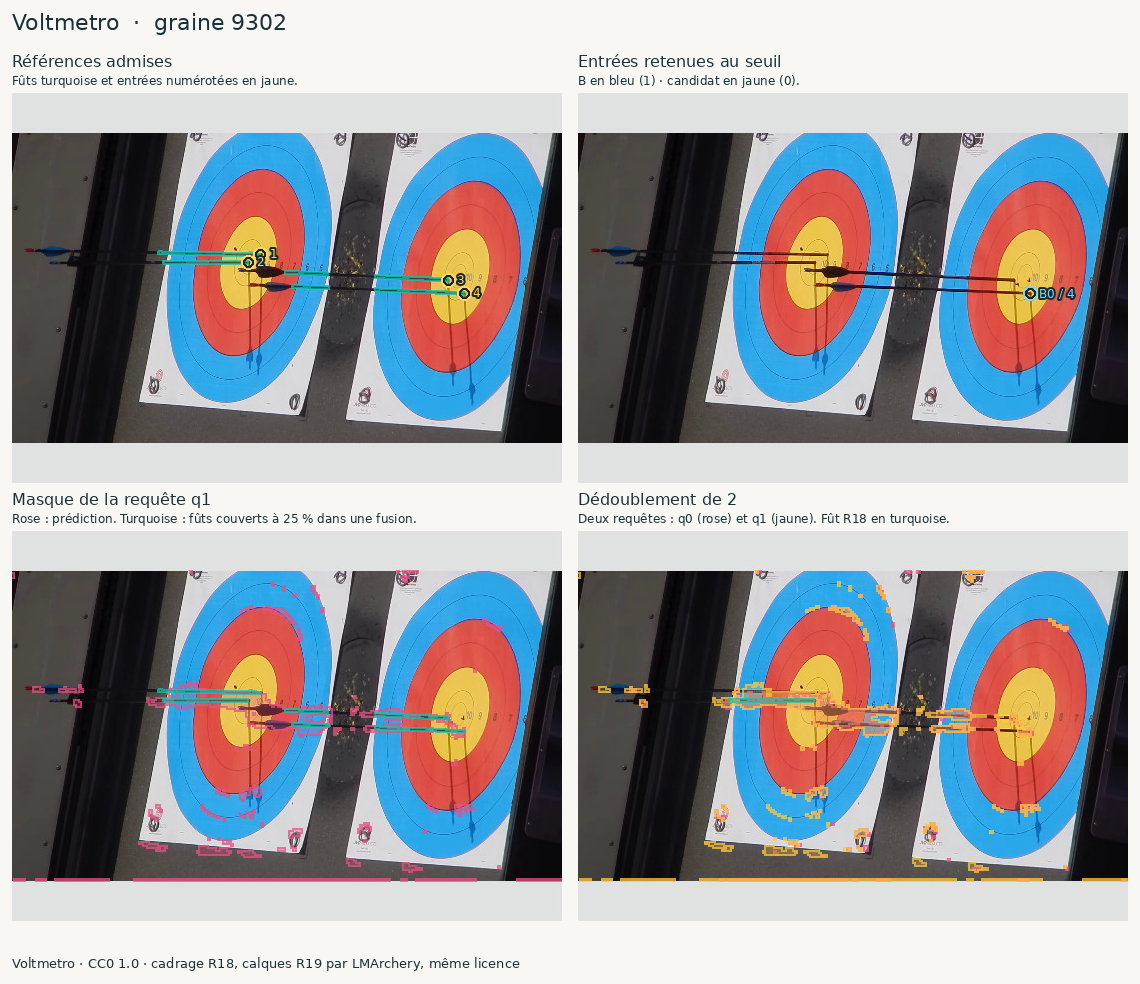 Voltmetro · graine 9302
Références admises
Fûts turquoise et entrées numérotées en jaune.
Entrées retenues au seuil
B en bleu (1) · candidat en jaune (0).
1
2
3
4
B0 / 4
Masque de la requête q1
Rose : prédiction. Turquoise : fûts couverts à 25 % dans une fusion.
Dédoublement de 2
Deux requêtes : q0 (rose) et q1 (jaune). Fût R18 en turquoise.
Voltmetro · CC0 1.0 · cadrage R18, calques R19 par LMArchery, même licence